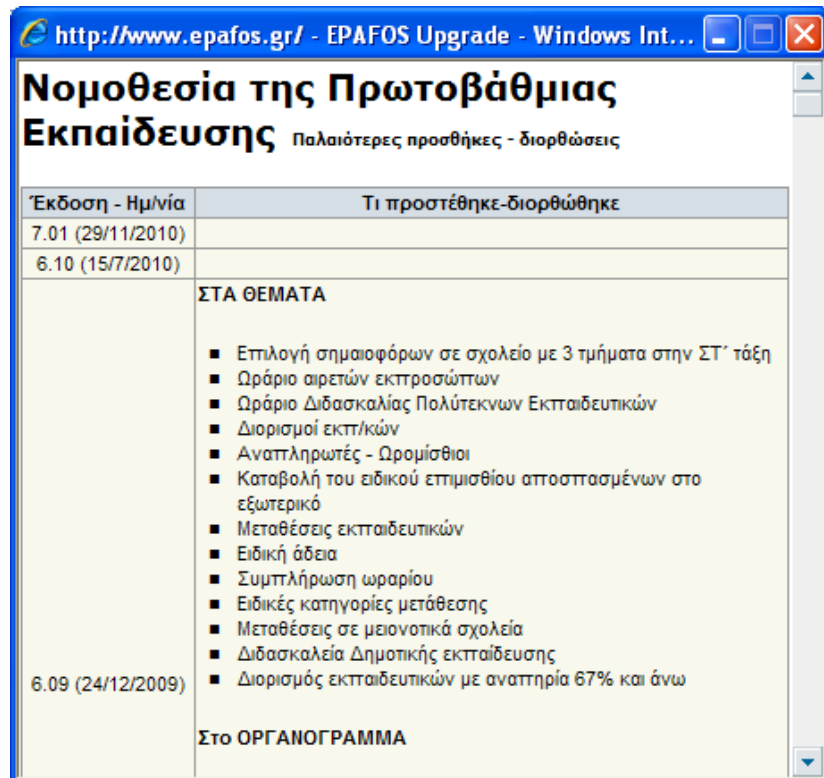 http://www.epafos.gr/ - EPAFOS Upgrade - Windows Int...
Νομοθεσία της Πρωτοβάθμιας
Εκπαίδευσης Παλαιότερες προσθήκες - διορθώσεις
Έκδοση - Ημ/νία Τι προστέθηκε-διορθώθηκε
7.01 (29/11/2010)
6.10 (15/7/2010)
ΣΤΑ ΘΕΜΑΤΑ
Επιλογή σημαιοφόρων σε σχολείο με 3 τμήματα στην ΣΤ΄ τάξη
Ωράριο αιρετών εκπροσώπων
Ωράριο Διδασκαλίας Πολύτεκνων Εκπαιδευτικών
Διορισμοί εκπ/κών
Αναπληρωτές - Ωρομίσθιοι
Καταβολή του ειδικού επιμισθίου αποσπασμένων στο
εξωτερικό
Μεταθέσεις εκπαιδευτικών
Ειδική άδεια
Συμπλήρωση ωραρίου
Ειδικές κατηγορίες μετάθεσης
Μεταθέσεις σε μειονοτικά σχολεία
Διδασκαλεία Δημοτικής εκπαίδευσης
6.09 (24/12/2009) Διορισμός εκπαιδευτικών με αναπηρία 67% και άνω
Στο ΟΡΓΑΝΟΓΡΑΜΜΑ